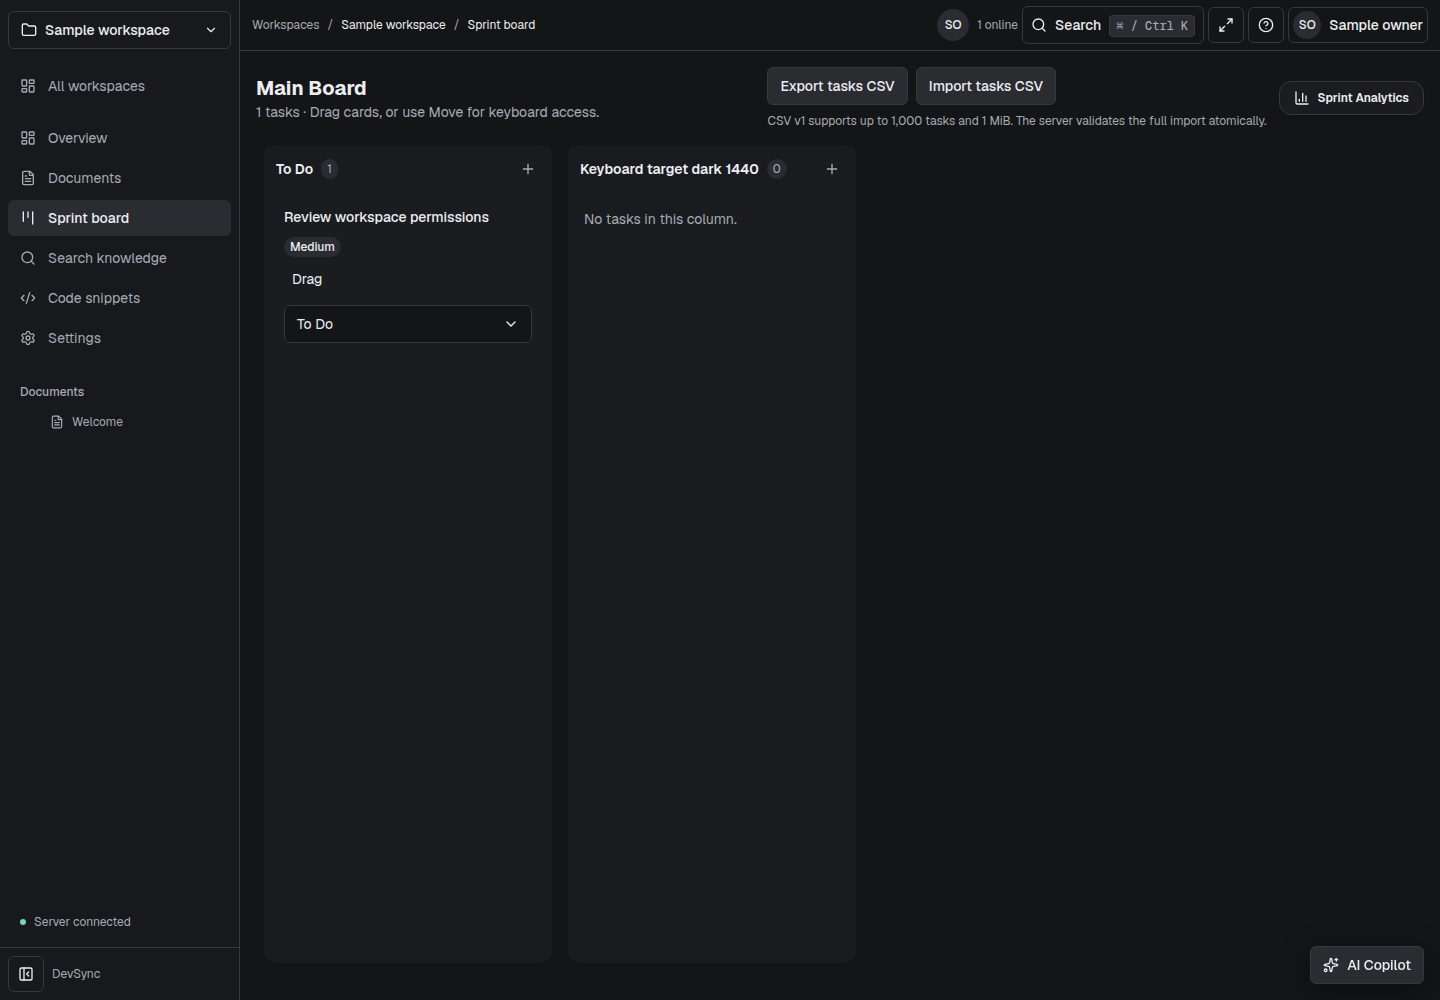 Sample workspace
All workspaces
Overview
Documents
Sprint board
Search knowledge
Code snippets
Settings
Documents
Welcome
Server connected
DevSync
Workspaces / Sample workspace / Sprint board
SO 1 online
Search ⌘ / Ctrl K
SO Sample owner
Main Board
1 tasks · Drag cards, or use Move for keyboard access.
Export tasks CSV
Import tasks CSV
CSV v1 supports up to 1,000 tasks and 1 MiB. The server validates the full import atomically.
Sprint Analytics
To Do 1
Review workspace permissions
Medium
Drag
To Do
Keyboard target dark 1440 0
No tasks in this column.
AI Copilot